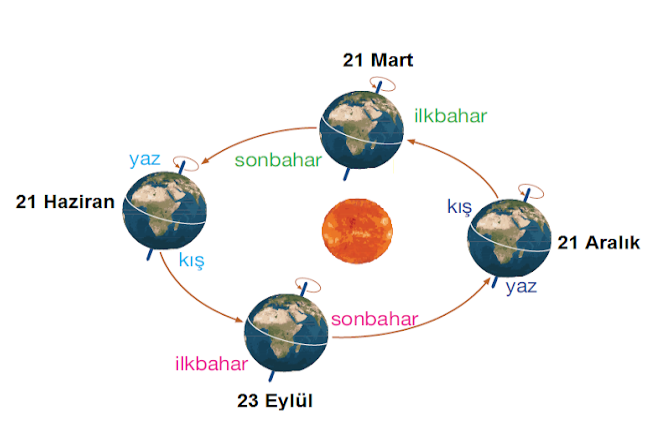 21 Mart
ilkbahar
sonbahar
yaz
21 Haziran
kış
kış
21 Aralık
yaz
sonbahar
ilkbahar
23 Eylül